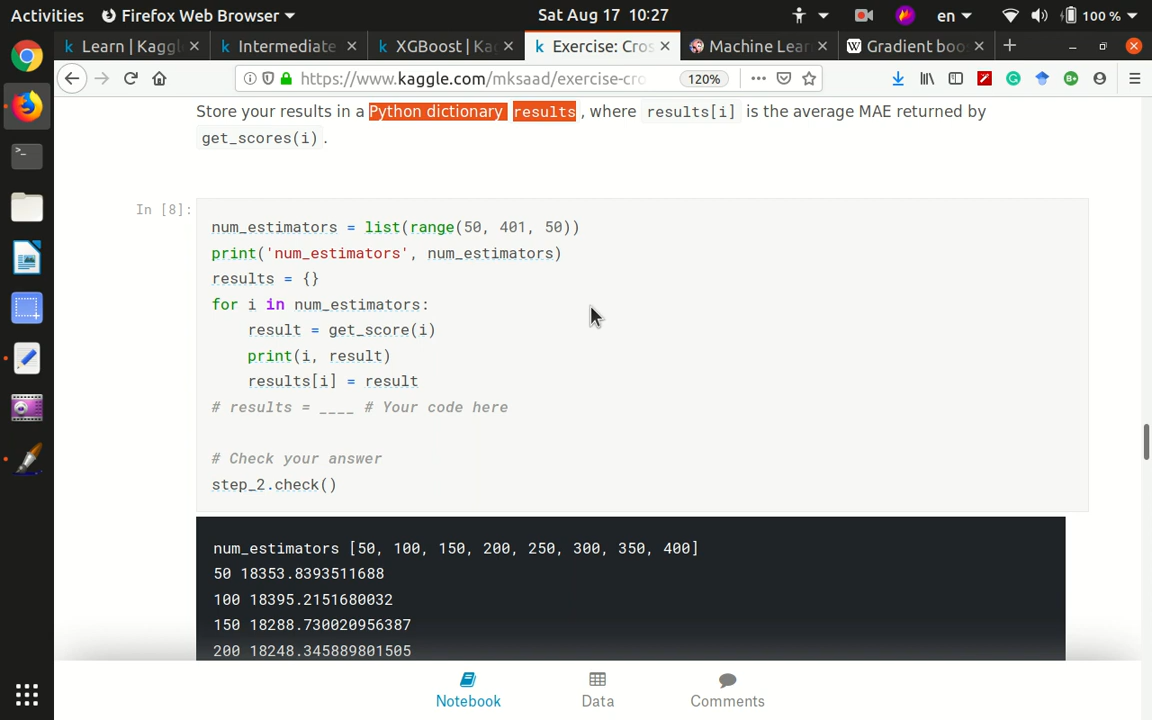 Activities Firefox Web Browser Sat Aug 17 10:27 en 100 %
Learn | Kaggl Intermediate XGBoost | Ka Exercise: Cros Machine Lear Gradient boo
https://www.kaggle.com/mksaad/exercise-cro 120%
Store your results in a Python dictionary results, where results[i] is the average MAE returned by
get_scores(i).
In [8]:
num_estimators = list(range(50, 401, 50))
print('num_estimators', num_estimators)
results = {}
for i in num_estimators:
    result = get_score(i)
    print(i, result)
    results[i] = result
# results = ____ # Your code here
# Check your answer
step_2.check()
num_estimators [50, 100, 150, 200, 250, 300, 350, 400]
50 18353.8393511688
100 18395.2151680032
150 18288.730020956387
200 18248.345889801505
Notebook Data Comments